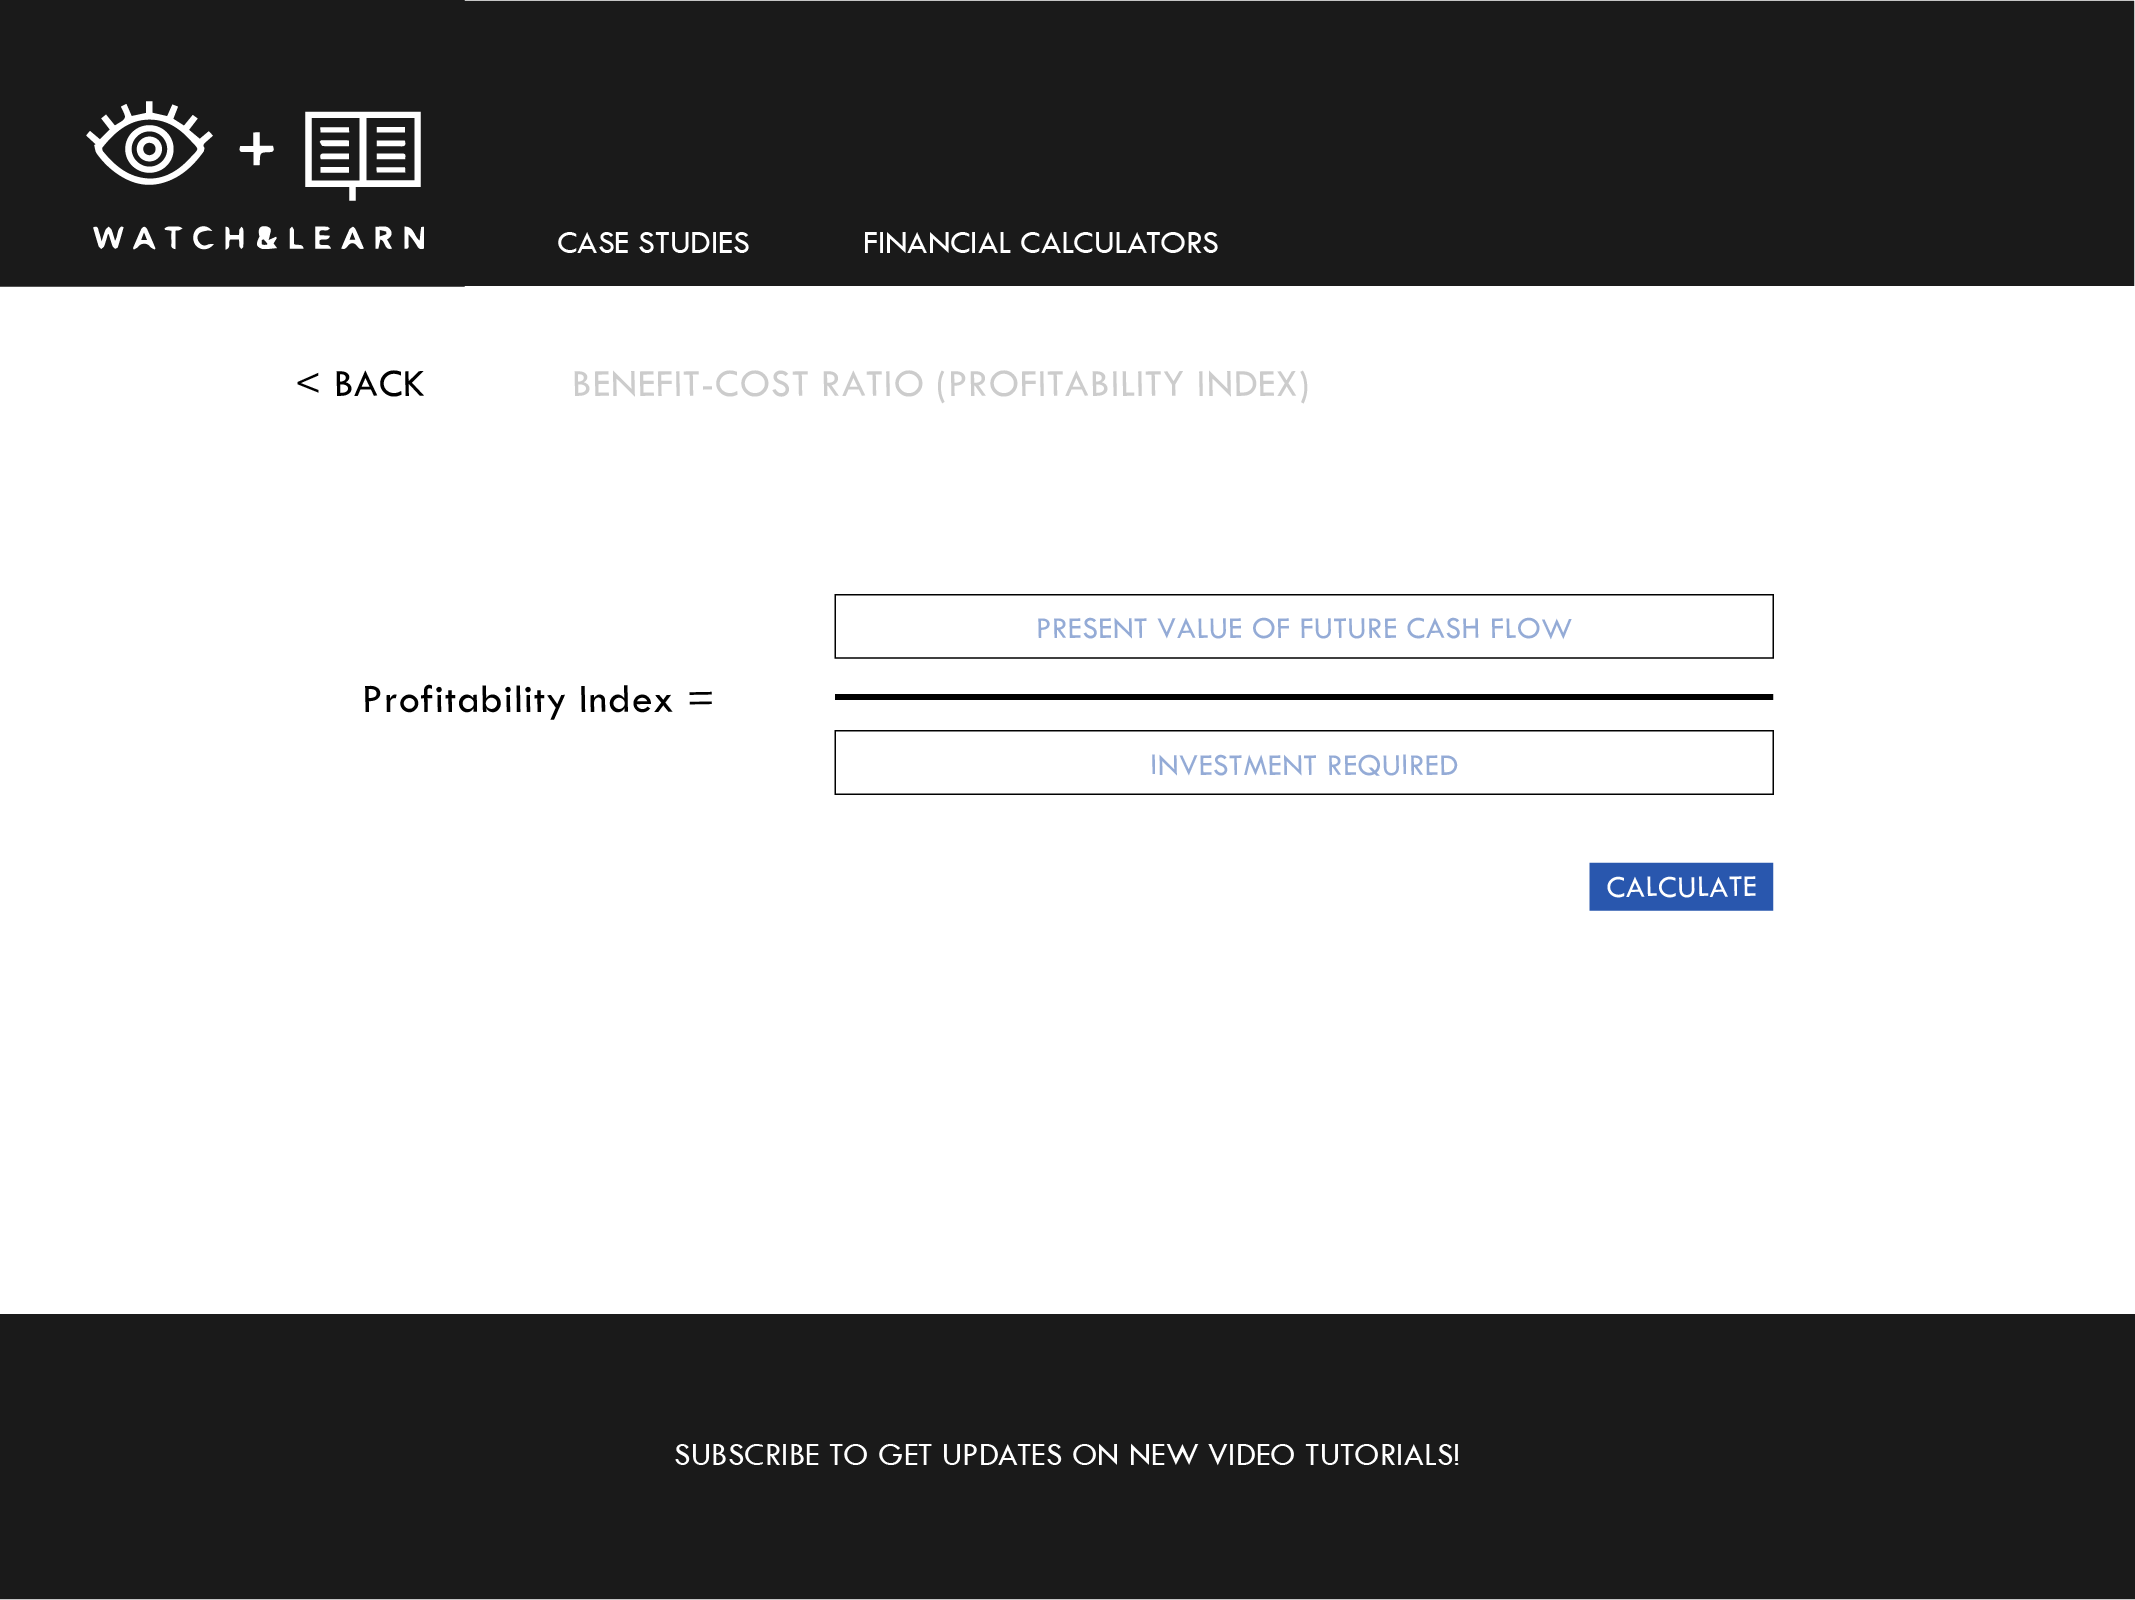 WATCH&LEARN
CASE STUDIES
FINANCIAL CALCULATORS
< BACK
BENEFIT-COST RATIO (PROFITABILITY INDEX)
PRESENT VALUE OF FUTURE CASH FLOW
Profitability Index =
INVESTMENT REQUIRED
CALCULATE
SUBSCRIBE TO GET UPDATES ON NEW VIDEO TUTORIALS!